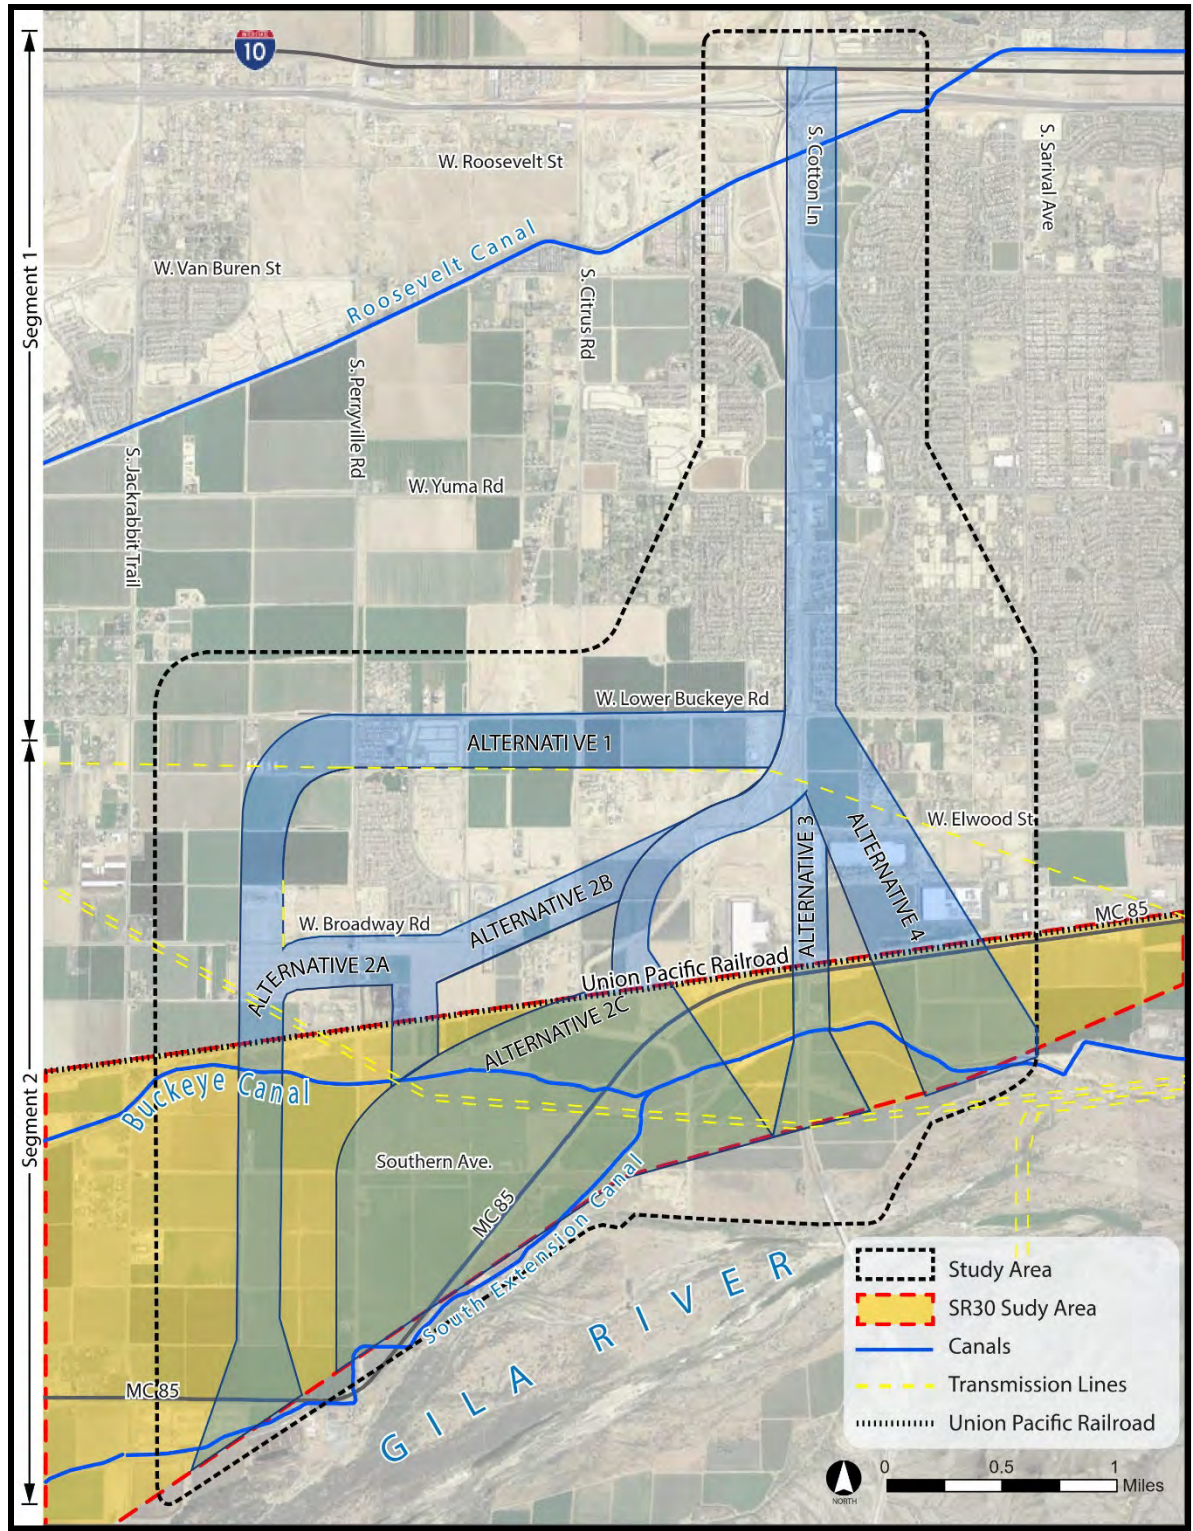 INTERSTATE
10
W. Roosevelt St
S. Cotton Ln
S. Sarival Ave
Roosevelt Canal
W. Van Buren St
S. Citrus Rd
Segment 1
S. Perryville Rd
S. Jackrabbit Trail
W. Yuma Rd
W. Lower Buckeye Rd
ALTERNATI VE 1
W. Elwood St
ALTERNATIVE 3
ALTERNATIVE 4
ALTERNATIVE 2B
W. Broadway Rd
MC 85
ALTERNATIVE 2A
Union Pacific Railroad
ALTERNATIVE 2C
Buckeye Canal
Segment 2
Southern Ave.
MC 85
South Extension Canal
GILA RIVER
MC 85
Study Area
SR30 Sudy Area
Canals
Transmission Lines
Union Pacific Railroad
NORTH
0 0.5 1
Miles